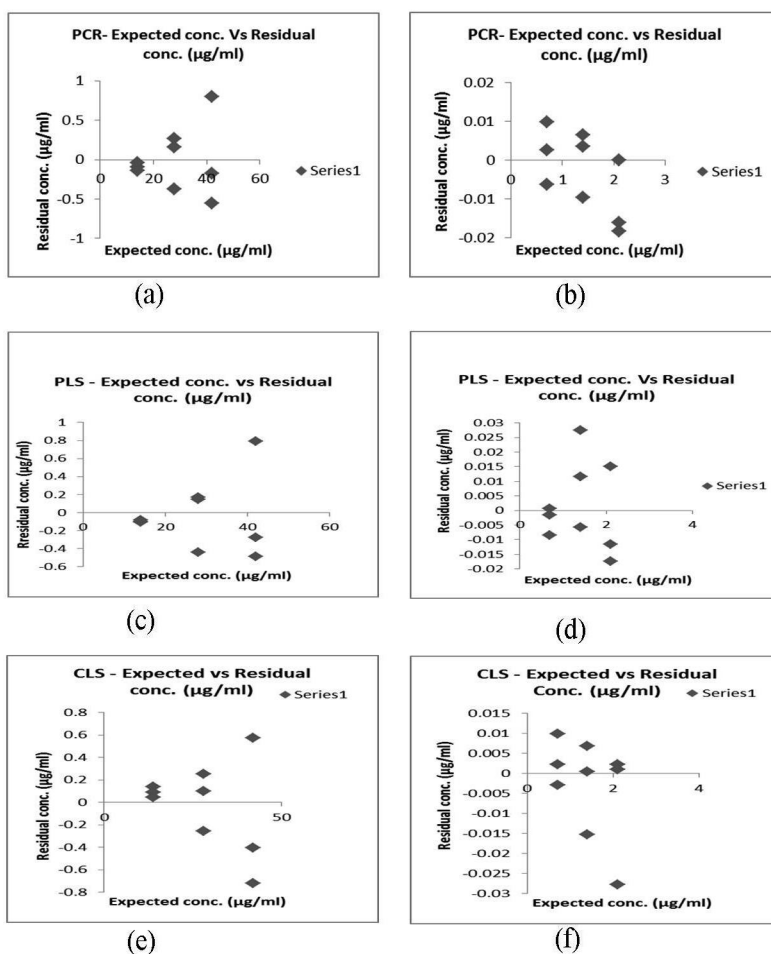 PCR- Expected conc. Vs Residual
conc. (µg/ml)
Residual conc. (µg/ml)
1
0.5
0
-0.5
-1
0 20 40 60
Series1
Expected conc. (µg/ml)
(a)
PCR- Expected conc. vs Residual
conc. (µg/ml)
Residual conc. (µg/ml)
0.02
0.01
0
-0.01
-0.02
0 1 2 3
Series1
Expected conc. (µg/ml)
(b)
PLS - Expected conc. vs Residual
conc. (µg/ml)
Rresidual conc. (µg/ml)
1
0.8
0.6
0.4
0.2
0
-0.2
-0.4
-0.6
0 20 40 60
Expected conc. (µg/ml)
(c)
PLS - Expected conc. Vs Residual
conc. (µg/ml)
Residual conc. (µg/ml)
0.03
0.025
0.02
0.015
0.01
0.005
0
-0.005
-0.01
-0.015
-0.02
0 2 4
Series1
Expected conc. (µg/ml)
(d)
CLS - Expected vs Residual
conc. (µg/ml)
Series1
Residual conc. (µg/ml)
0.8
0.6
0.4
0.2
0
-0.2
-0.4
-0.6
-0.8
0 50
Expected conc. (µg/ml)
(e)
CLS - Expected vs Residual
Conc. (µg/ml)
Series1
Residual conc. (µg/ml)
0.015
0.01
0.005
0
-0.005
-0.01
-0.015
-0.02
-0.025
-0.03
0 2 4
Expected conc. (µg/ml)
(f)